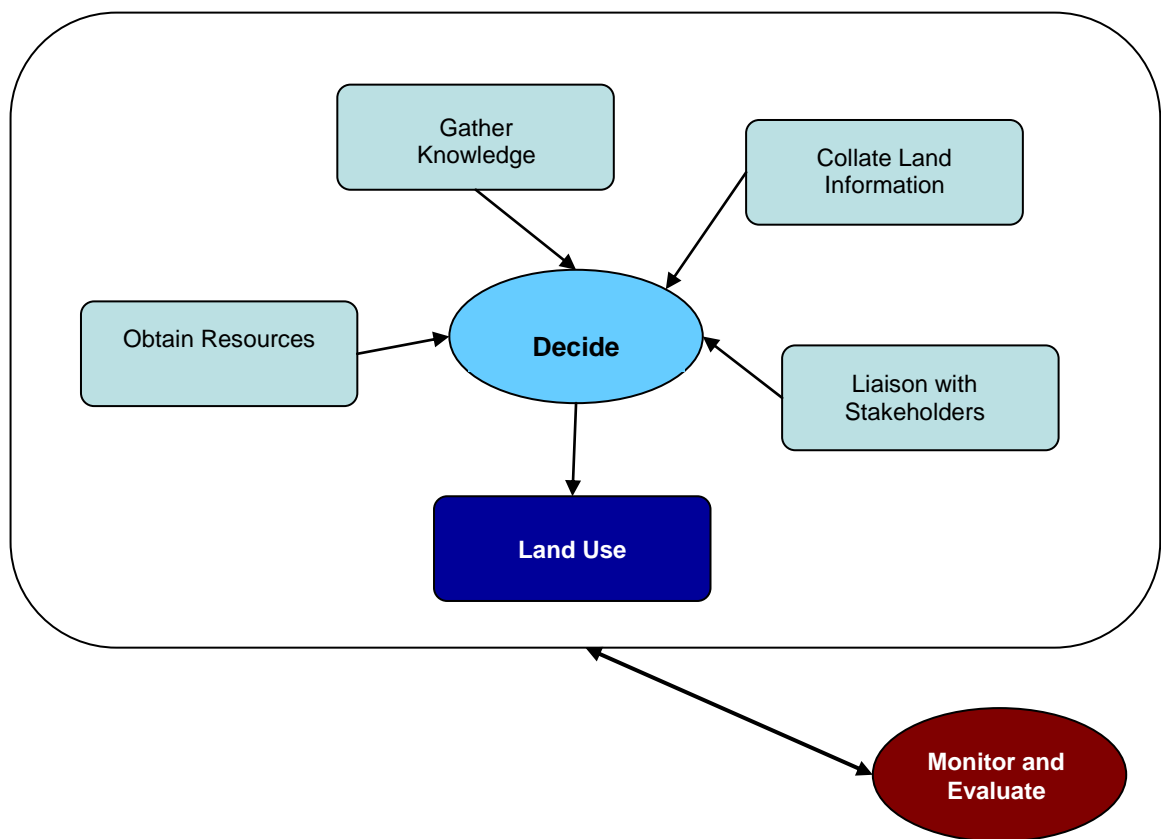 Gather
Knowledge
Collate Land
Information
Obtain Resources
Decide
Liaison with
Stakeholders
Land Use
Monitor and
Evaluate